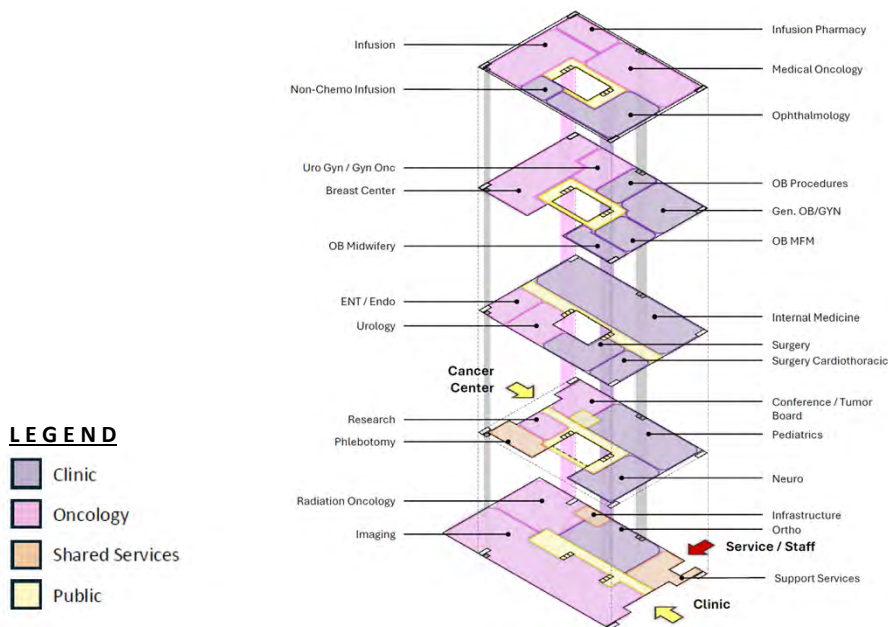 Infusion
Infusion Pharmacy
Medical Oncology
Non-Chemo Infusion
Ophthalmology
Uro Gyn / Gyn Onc
Breast Center
OB Procedures
Gen. OB/GYN
OB Midwifery
OB MFM
ENT / Endo
Urology
Internal Medicine
Surgery
Surgery Cardiothoracic
Cancer
Center
Conference / Tumor
Board
Research
Phlebotomy
Pediatrics
Neuro
Radiation Oncology
Imaging
Infrastructure
Ortho
Service / Staff
Support Services
Clinic
LEGEND
Clinic
Oncology
Shared Services
Public